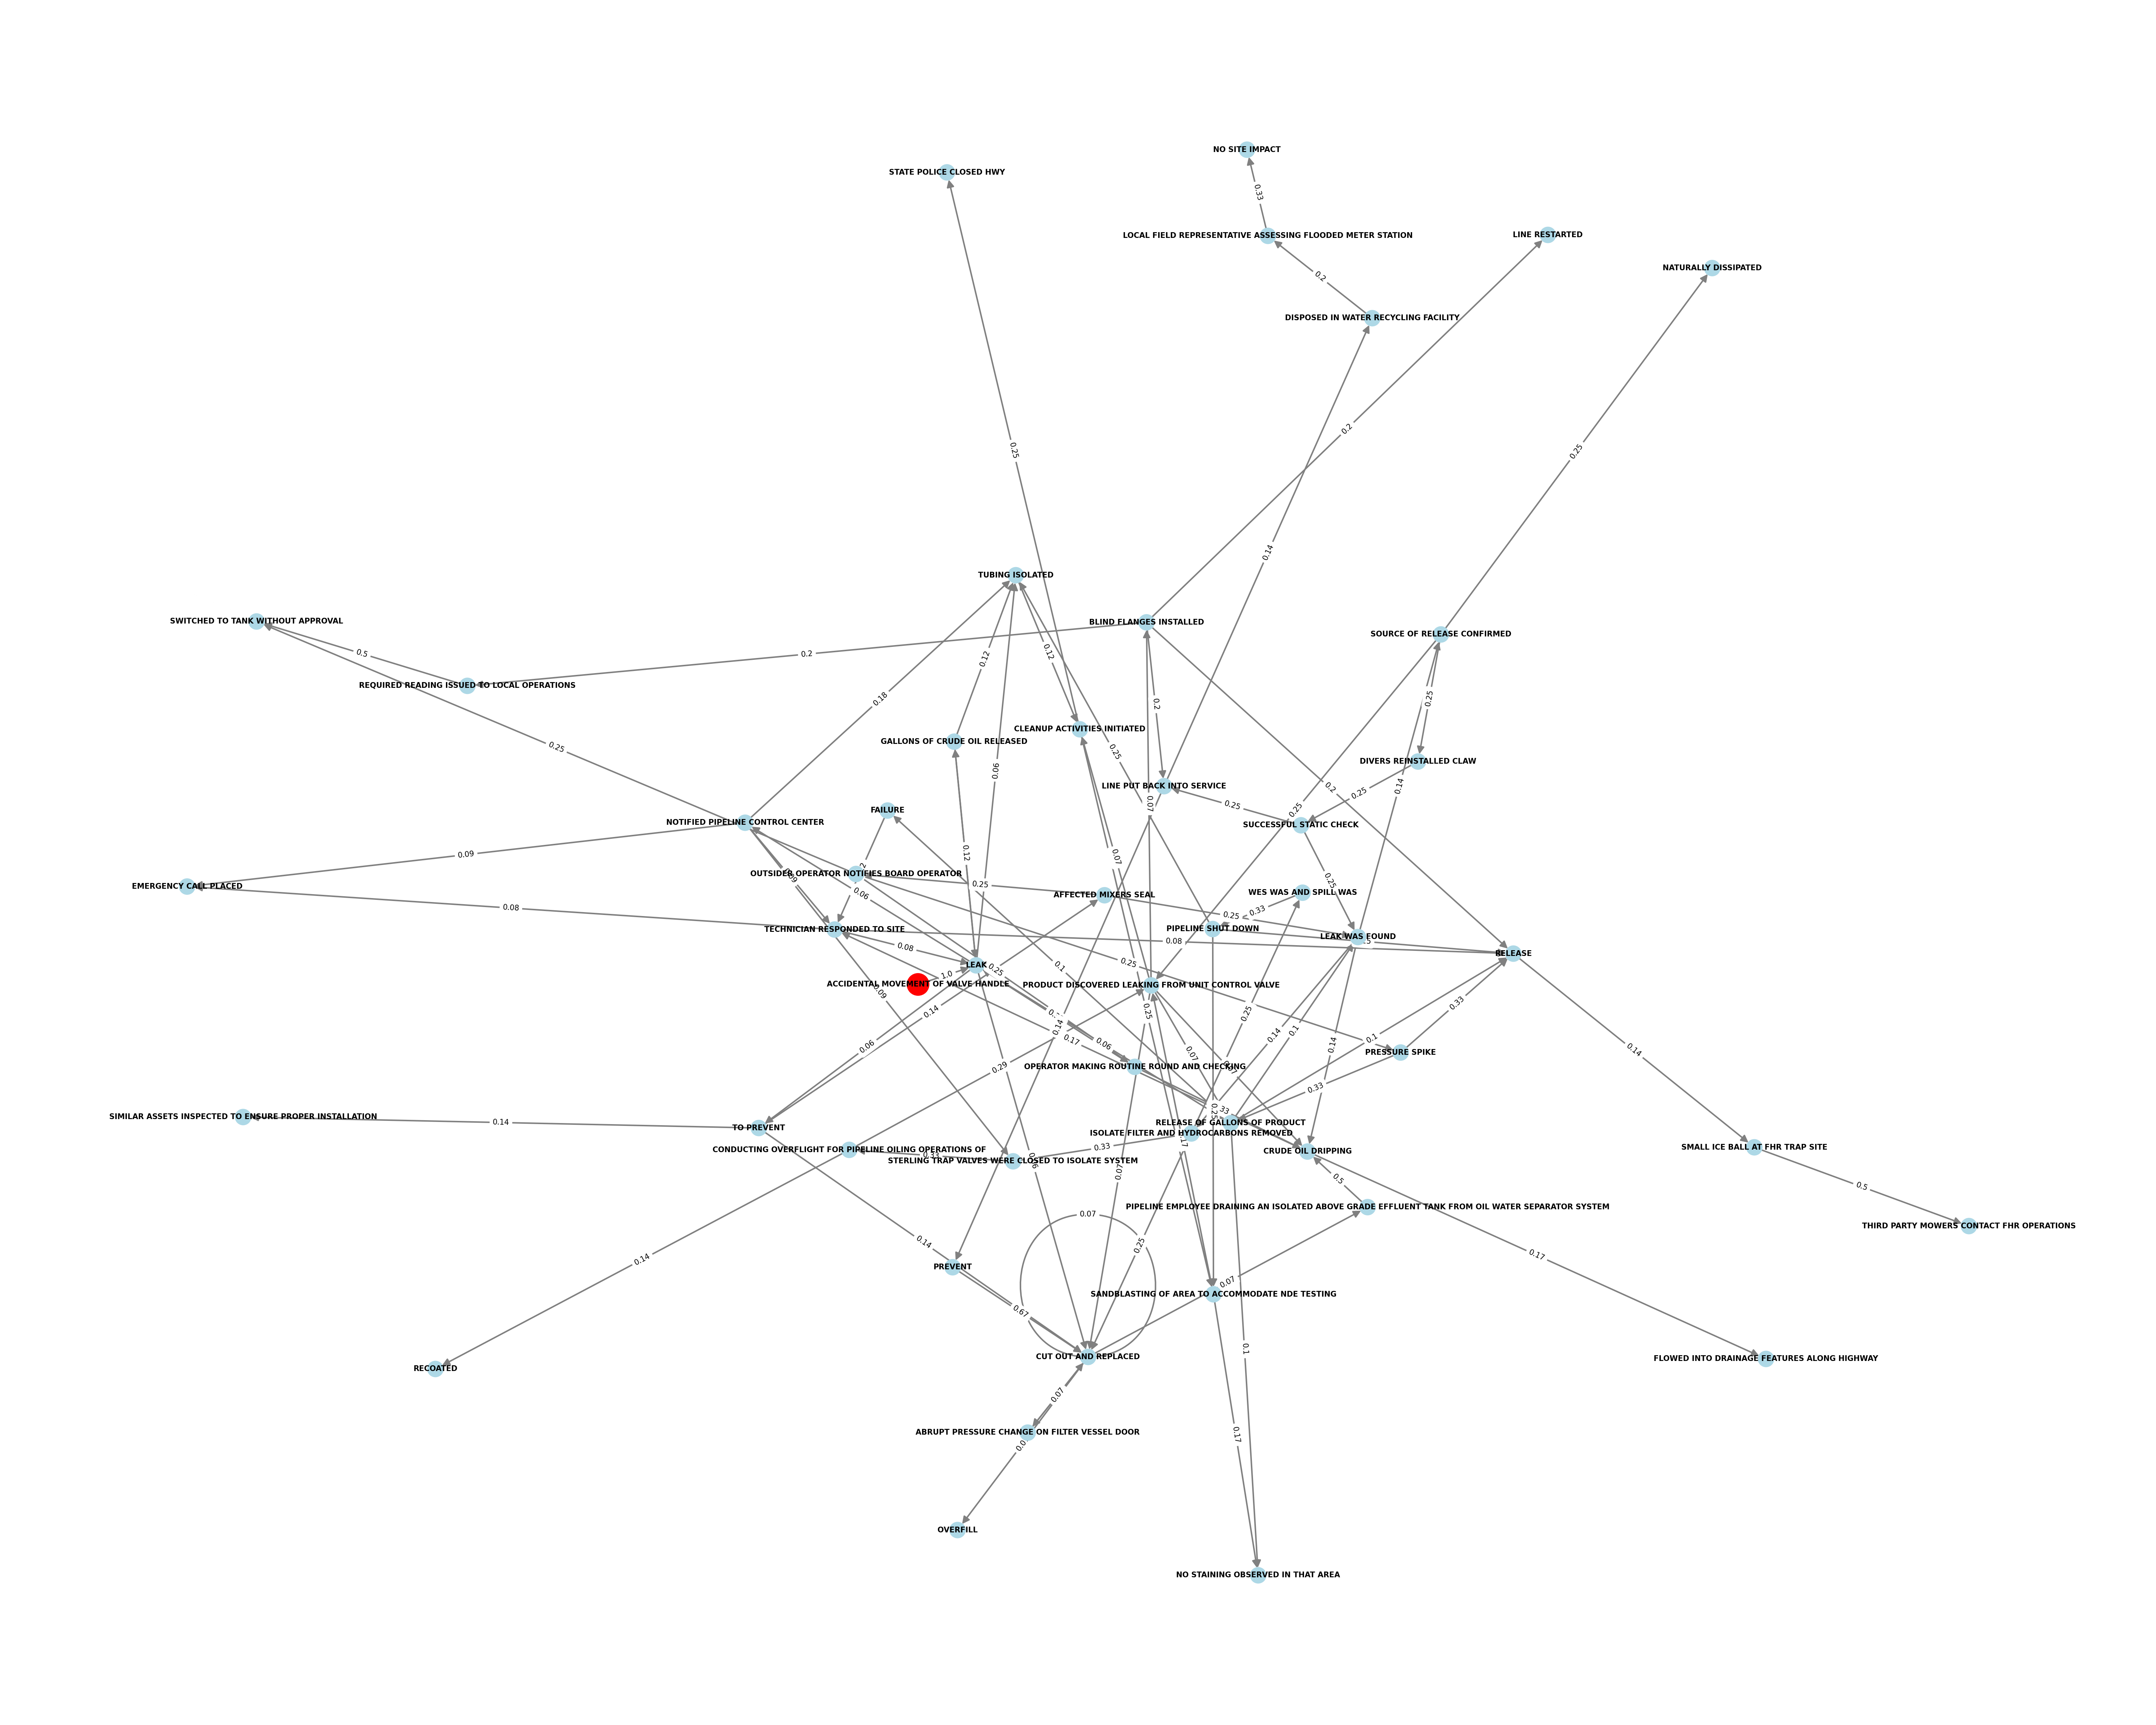 NO SITE IMPACT
STATE POLICE CLOSED HWY
0.33
LOCAL FIELD REPRESENTATIVE ASSESSING FLOODED METER STATION
LINE RESTARTED
NATURALLY DISSIPATED
0.2
DISPOSED IN WATER RECYCLING FACILITY
0.2
0.25
0.25
0.14
TUBING ISOLATED
SWITCHED TO TANK WITHOUT APPROVAL
BLIND FLANGES INSTALLED
SOURCE OF RELEASE CONFIRMED
0.5
0.2
0.12
0.12
REQUIRED READING ISSUED TO LOCAL OPERATIONS
0.18
0.2
0.25
CLEANUP ACTIVITIES INITIATED
GALLONS OF CRUDE OIL RELEASED
0.25
0.25
DIVERS REINSTALLED CLAW
0.06
LINE PUT BACK INTO SERVICE
0.2
0.14
0.25
FAILURE
0.07
0.25
0.25
NOTIFIED PIPELINE CONTROL CENTER
SUCCESSFUL STATIC CHECK
0.09
0.12
0.07
OUTSIDE OPERATOR NOTIFIES BOARD OPERATOR
0.09
EMERGENCY CALL PLACED
0.25
0.25
0.06
AFFECTED MIXERS SEAL
WES WAS AND SPILL WAS
0.08
0.25
0.33
TECHNICIAN RESPONDED TO SITE
PIPELINE SHUT DOWN
LEAK WAS FOUND
0.08
0.08
RELEASE
LEAK
0.25
0.1
0.25
1.0
ACCIDENTAL MOVEMENT OF VALVE HANDLE
PRODUCT DISCOVERED LEAKING FROM UNIT CONTROL VALVE
0.09
0.33
0.14
0.25
0.25
0.14
0.14
0.1
0.1
0.17
0.06
0.06
0.07
0.14
0.14
PRESSURE SPIKE
0.29
OPERATOR MAKING ROUTINE ROUND AND CHECKING
0.33
SIMILAR ASSETS INSPECTED TO ENSURE PROPER INSTALLATION
0.14
TO PREVENT
RELEASE OF GALLONS OF PRODUCT
ISOLATE FILTER AND HYDROCARBONS REMOVED
CONDUCTING OVERFLIGHT FOR PIPELINE OILING OPERATIONS OF
0.33
SMALL ICE BALL AT FHR TRAP SITE
CRUDE OIL DRIPPING
STERLING TRAP VALVES WERE CLOSED TO ISOLATE SYSTEM
0.07
0.5
0.5
PIPELINE EMPLOYEE DRAINING AN ISOLATED ABOVE GRADE EFFLUENT TANK FROM OIL WATER SEPARATOR SYSTEM
0.07
THIRD PARTY MOWERS CONTACT FHR OPERATIONS
0.14
0.25
0.17
0.14
PREVENT
0.07
SANDBLASTING OF AREA TO ACCOMMODATE NDE TESTING
0.67
0.1
CUT OUT AND REPLACED
FLOWED INTO DRAINAGE FEATURES ALONG HIGHWAY
RECOATED
0.07
ABRUPT PRESSURE CHANGE ON FILTER VESSEL DOOR
0.17
OVERFILL
NO STAINING OBSERVED IN THAT AREA